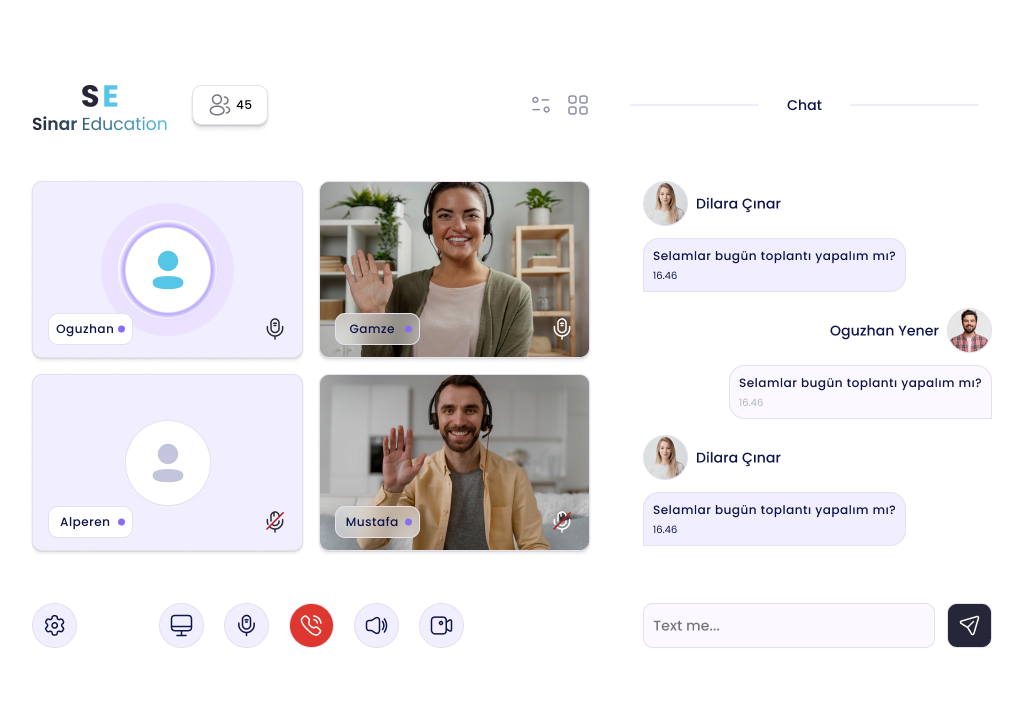 SE
Sinar Education
45
Chat
Oguzhan
Gamze
Alperen
Mustafa
Dilara Çınar
Selamlar bugün toplantı yapalım mı?
16.46
Oguzhan Yener
Selamlar bugün toplantı yapalım mı?
16.46
Dilara Çınar
Selamlar bugün toplantı yapalım mı?
16.46
Text me...